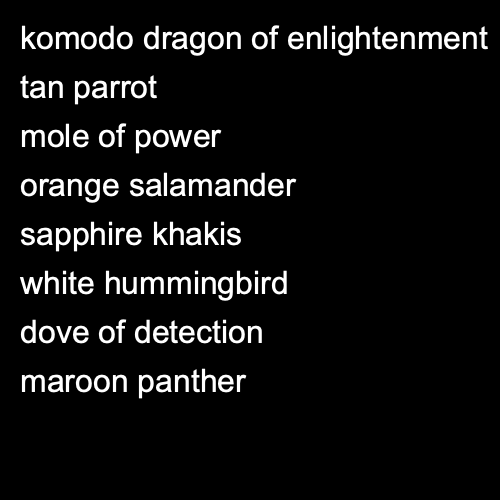 komodo dragon of enlightenment
tan parrot
mole of power
orange salamander
sapphire khakis
white hummingbird
dove of detection
maroon panther